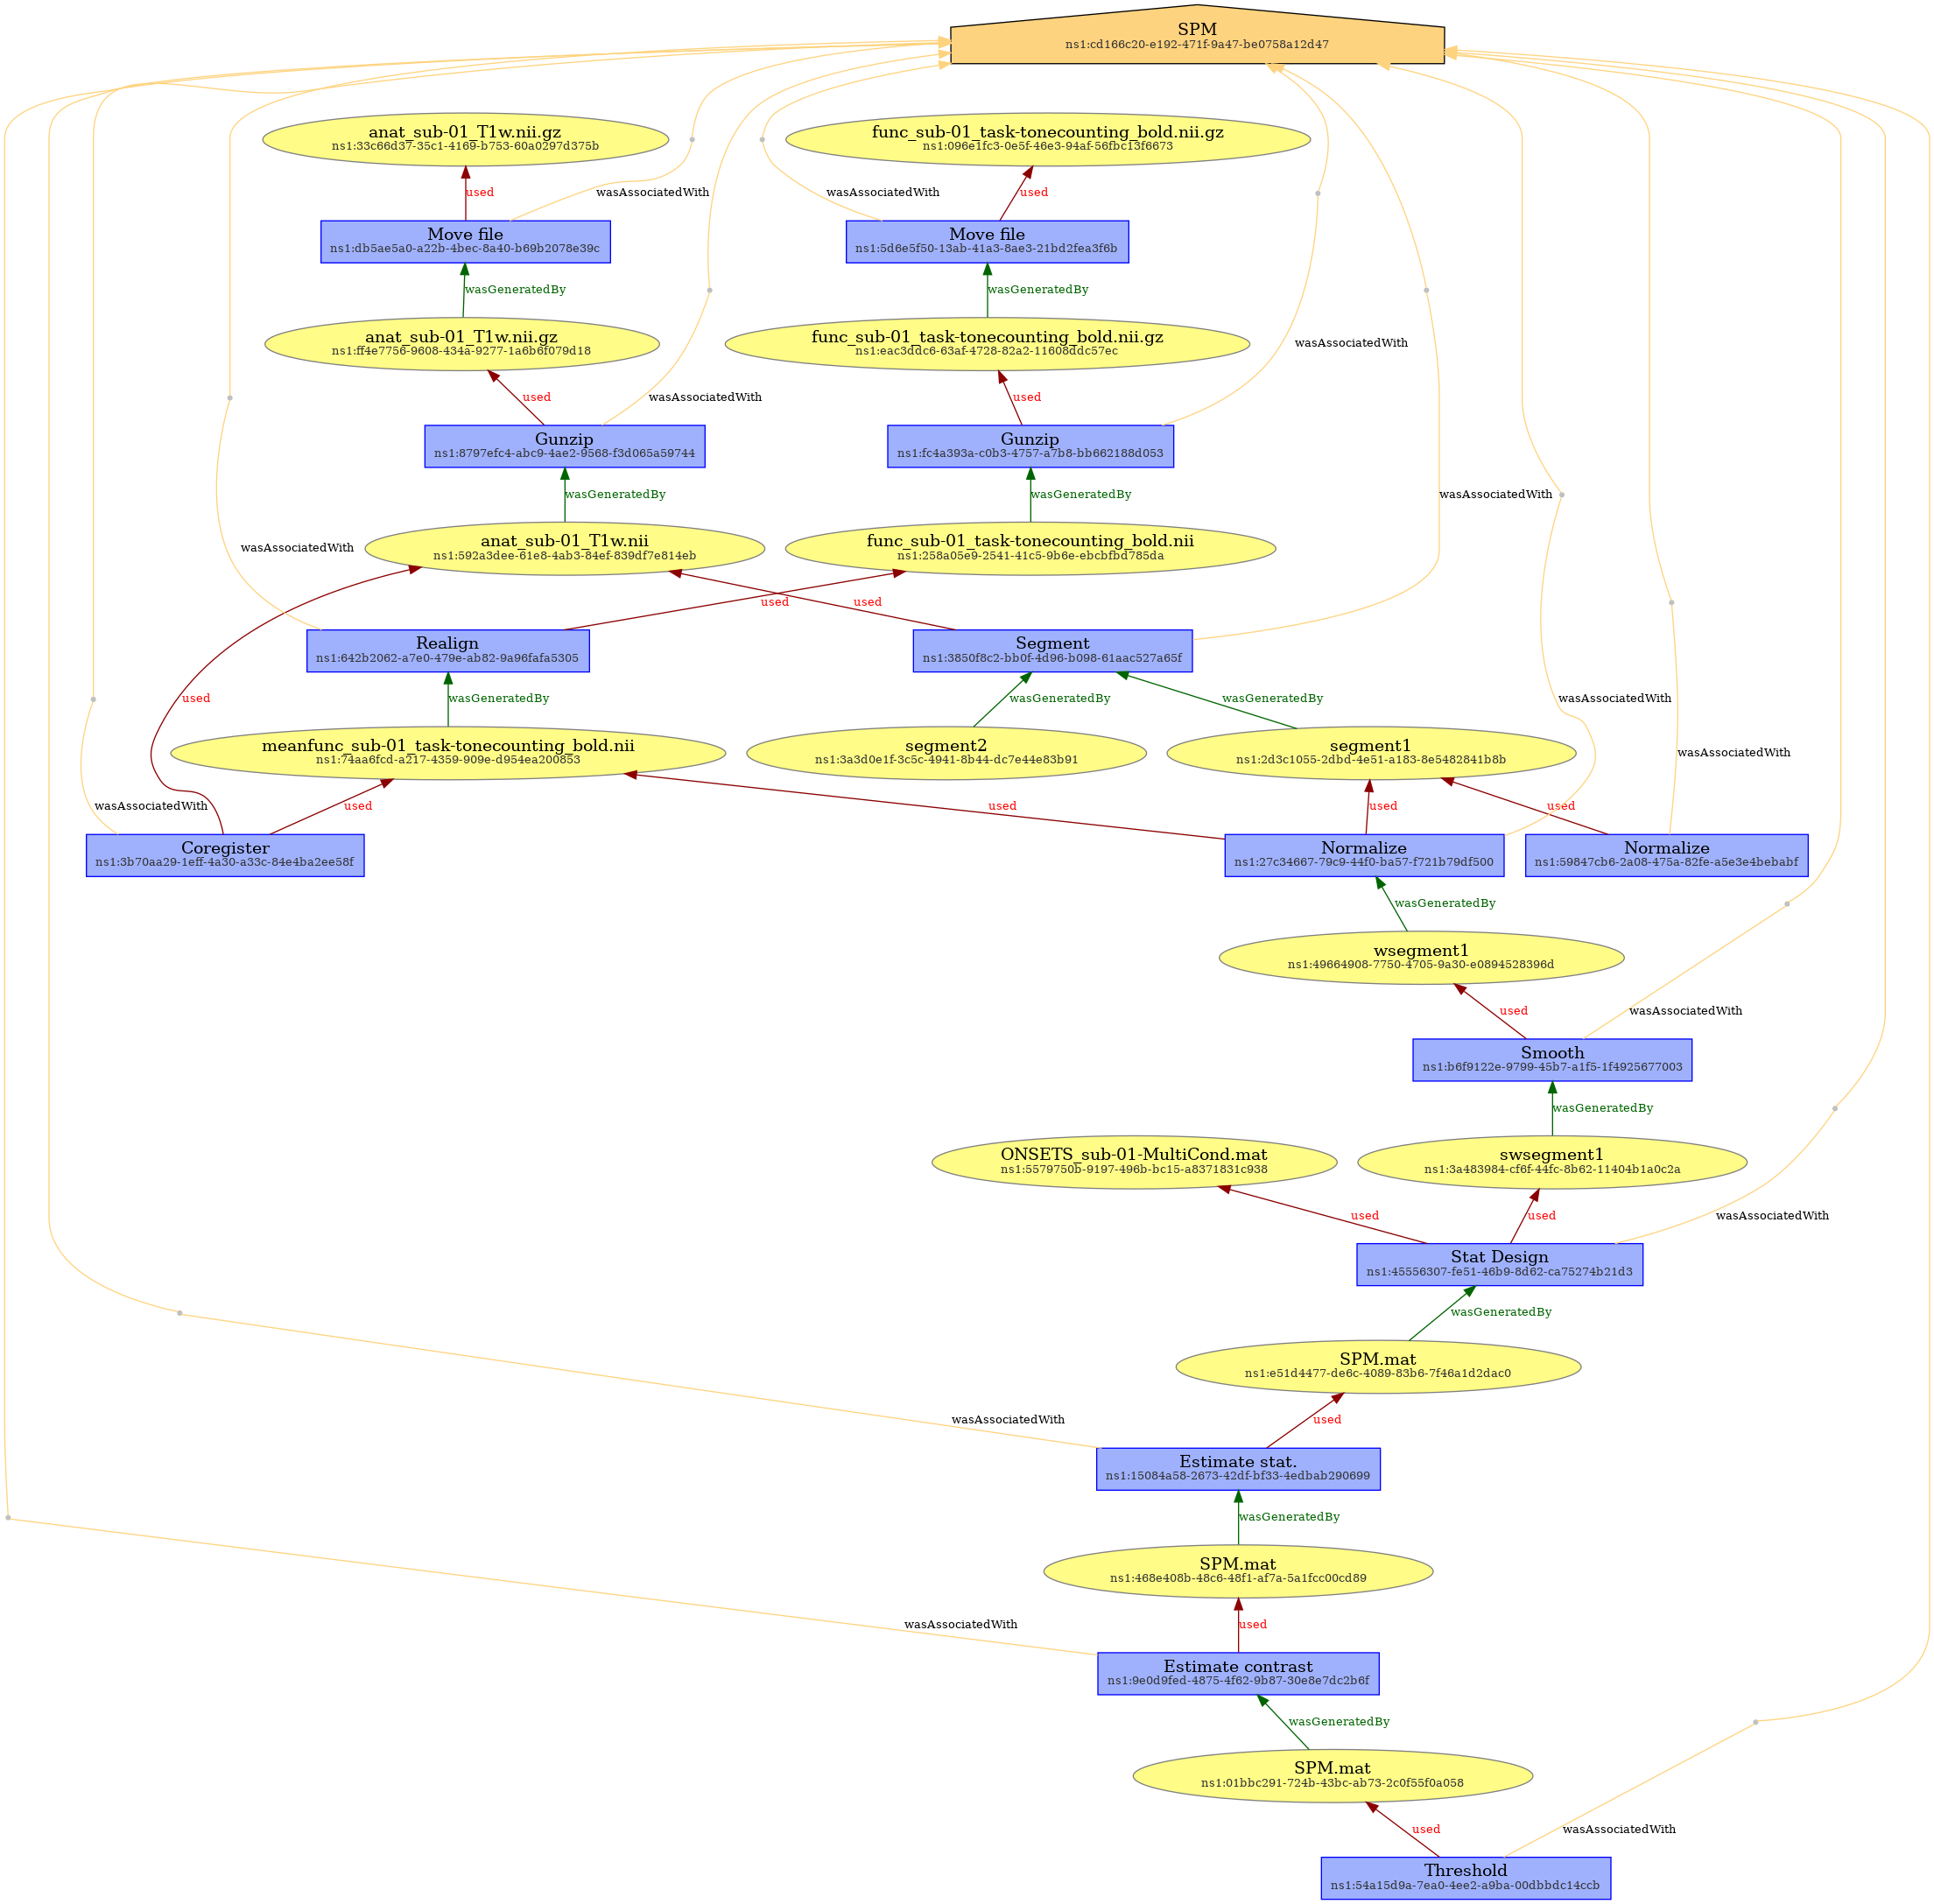 SPM
ns1:cd166c20-e192-471f-9a47-be0758a12d47
anat_sub-01_T1w.nii.gz
ns1:33c66d37-35c1-4169-b753-60a0297d375b
func_sub-01_task-tonecounting_bold.nii.gz
ns1:096e1fc3-0e5f-46e3-94af-56fbc13f6673
used
wasAssociatedWith
wasAssociatedWith
used
Move file
ns1:db5ae5a0-a22b-4bec-8a40-b69b2078e39c
Move file
ns1:5d6e5f50-13ab-41a3-8ae3-21bd2fea3f6b
wasGeneratedBy
wasGeneratedBy
anat_sub-01_T1w.nii.gz
ns1:ff4e7756-9608-434a-9277-1a6b6f079d18
func_sub-01_task-tonecounting_bold.nii.gz
ns1:eac3ddc6-63af-4728-82a2-11608ddc57ec
wasAssociatedWith
used
wasAssociatedWith
used
Gunzip
ns1:8797efc4-abc9-4ae2-9568-f3d065a59744
Gunzip
ns1:fc4a393a-c0b3-4757-a7b8-bb662188d053
wasGeneratedBy
wasGeneratedBy
wasAssociatedWith
wasAssociatedWith
anat_sub-01_T1w.nii
ns1:592a3dee-61e8-4ab3-84ef-839df7e814eb
func_sub-01_task-tonecounting_bold.nii
ns1:258a05e9-2541-41c5-9b6e-ebcbfbd785da
used
used
Realign
ns1:642b2062-a7e0-479e-ab82-9a96fafa5305
Segment
ns1:3850f8c2-bb0f-4d96-b098-61aac527a65f
used
wasGeneratedBy
wasGeneratedBy
wasGeneratedBy
wasAssociatedWith
meanfunc_sub-01_task-tonecounting_bold.nii
ns1:74aa6fcd-a217-4359-909e-d954ea200853
segment2
ns1:3a3d0e1f-3c5c-4941-8b44-dc7e44e83b91
segment1
ns1:2d3c1055-2dbd-4e51-a183-8e5482841b8b
wasAssociatedWith
wasAssociatedWith
used
used
used
used
Coregister
ns1:3b70aa29-1eff-4a30-a33c-84e4ba2ee58f
Normalize
ns1:27c34667-79c9-44f0-ba57-f721b79df500
Normalize
ns1:59847cb6-2a08-475a-82fe-a5e3e4bebabf
wasGeneratedBy
wsegment1
ns1:49664908-7750-4705-9a30-e0894528396d
used
wasAssociatedWith
Smooth
ns1:b6f9122e-9799-45b7-a1f5-1f4925677003
wasGeneratedBy
ONSETS_sub-01-MultiCond.mat
ns1:5579750b-9197-496b-bc15-a8371831c938
swsegment1
ns1:3a483984-cf6f-44fc-8b62-11404b1a0c2a
used
used
wasAssociatedWith
Stat Design
ns1:45556307-fe51-46b9-8d62-ca75274b21d3
wasGeneratedBy
SPM.mat
ns1:e51d4477-de6c-4089-83b6-7f46a1d2dac0
wasAssociatedWith
used
Estimate stat.
ns1:15084a58-2673-42df-bf33-4edbab290699
wasGeneratedBy
SPM.mat
ns1:468e408b-48c6-48f1-af7a-5a1fcc00cd89
wasAssociatedWith
used
Estimate contrast
ns1:9e0d9fed-4875-4f62-9b87-30e8e7dc2b6f
wasGeneratedBy
SPM.mat
ns1:01bbc291-724b-43bc-ab73-2c0f55f0a058
used
wasAssociatedWith
Threshold
ns1:54a15d9a-7ea0-4ee2-a9ba-00dbbdc14ccb